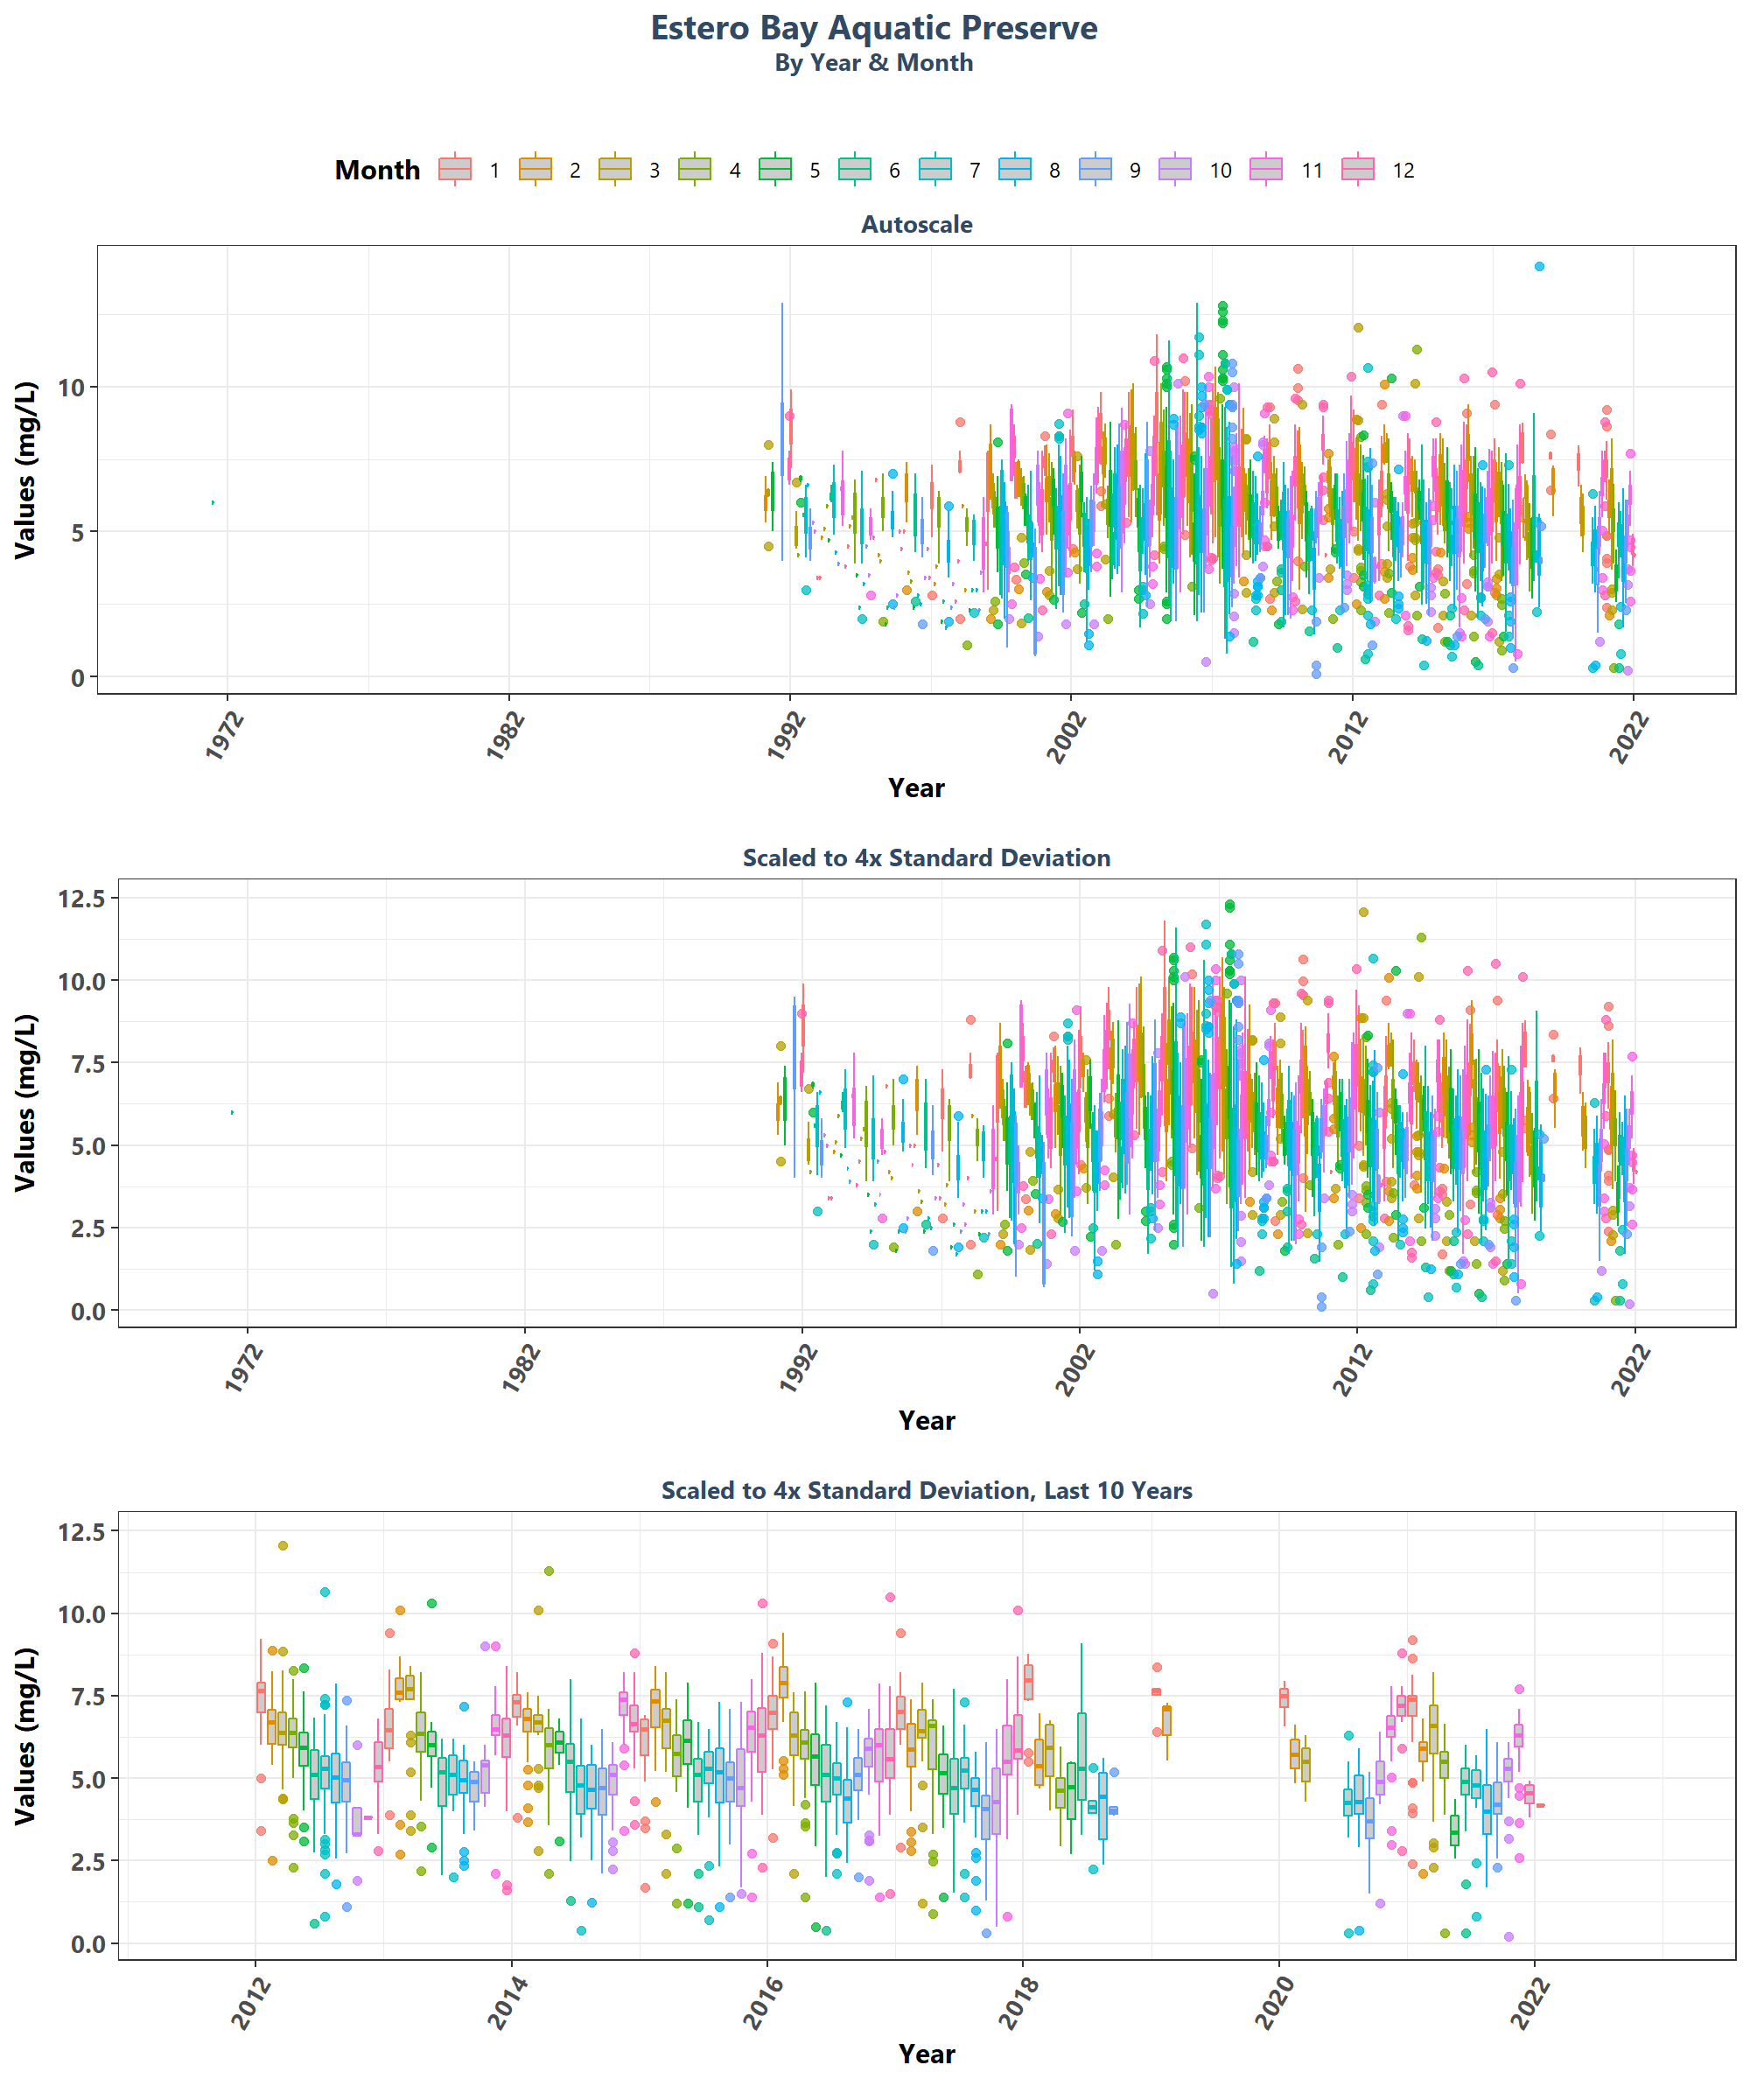 Estero Bay Aquatic Preserve
By Year & Month
Month 1 2 3 4 5 6 7 8 9 10 11 12
Autoscale
Values (mg/L)
10
5
0
1972 1982 1992 2002 2012 2022
Year
Scaled to 4x Standard Deviation
Values (mg/L)
12.5
10.0
7.5
5.0
2.5
0.0
1972 1982 1992 2002 2012 2022
Year
Scaled to 4x Standard Deviation, Last 10 Years
Values (mg/L)
12.5
10.0
7.5
5.0
2.5
0.0
2012 2014 2016 2018 2020 2022
Year